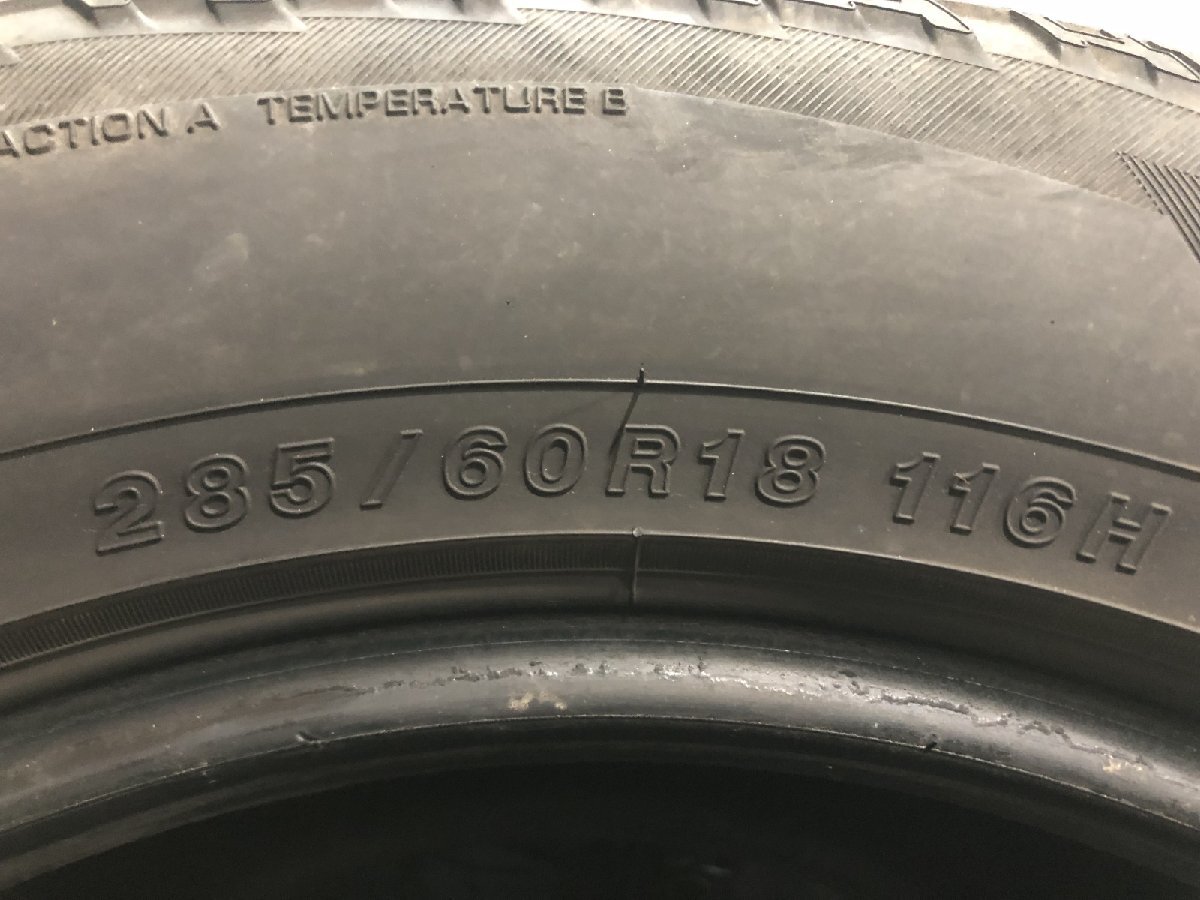 ACTION A TEMPERATURE B
285/60R18 116H